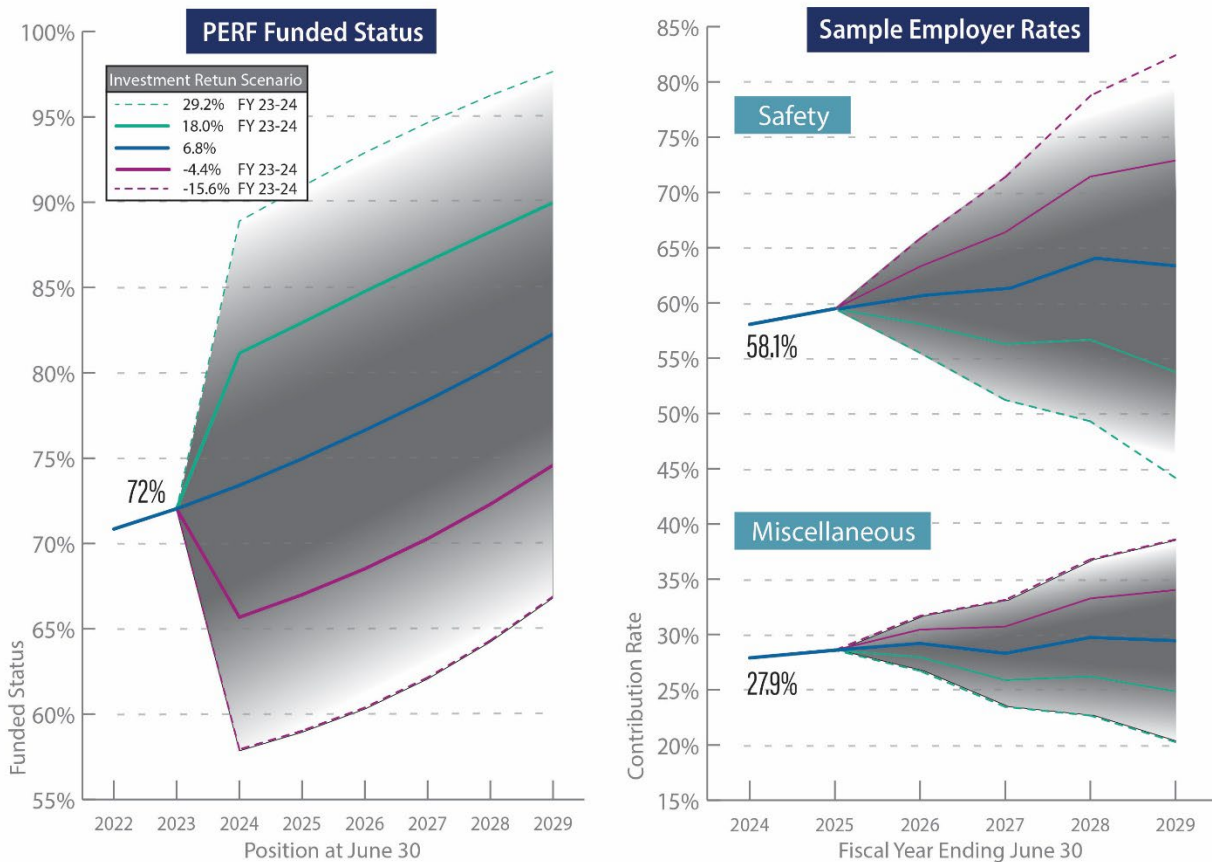 PERF Funded Status
100%
95%
90%
85%
80%
75%
70%
65%
60%
55%
Funded Status
Investment Retun Scenario
29.2% FY 23-24
18.0% FY 23-24
6.8%
-4.4% FY 23-24
-15.6% FY 23-24
72%
2022 2023 2024 2025 2026 2027 2028 2029
Position at June 30
Sample Employer Rates
85%
80%
75%
70%
65%
60%
55%
50%
45%
40%
35%
30%
25%
20%
15%
Contribution Rate
Safety
58.1%
Miscellaneous
27.9%
2024 2025 2026 2027 2028 2029
Fiscal Year Ending June 30